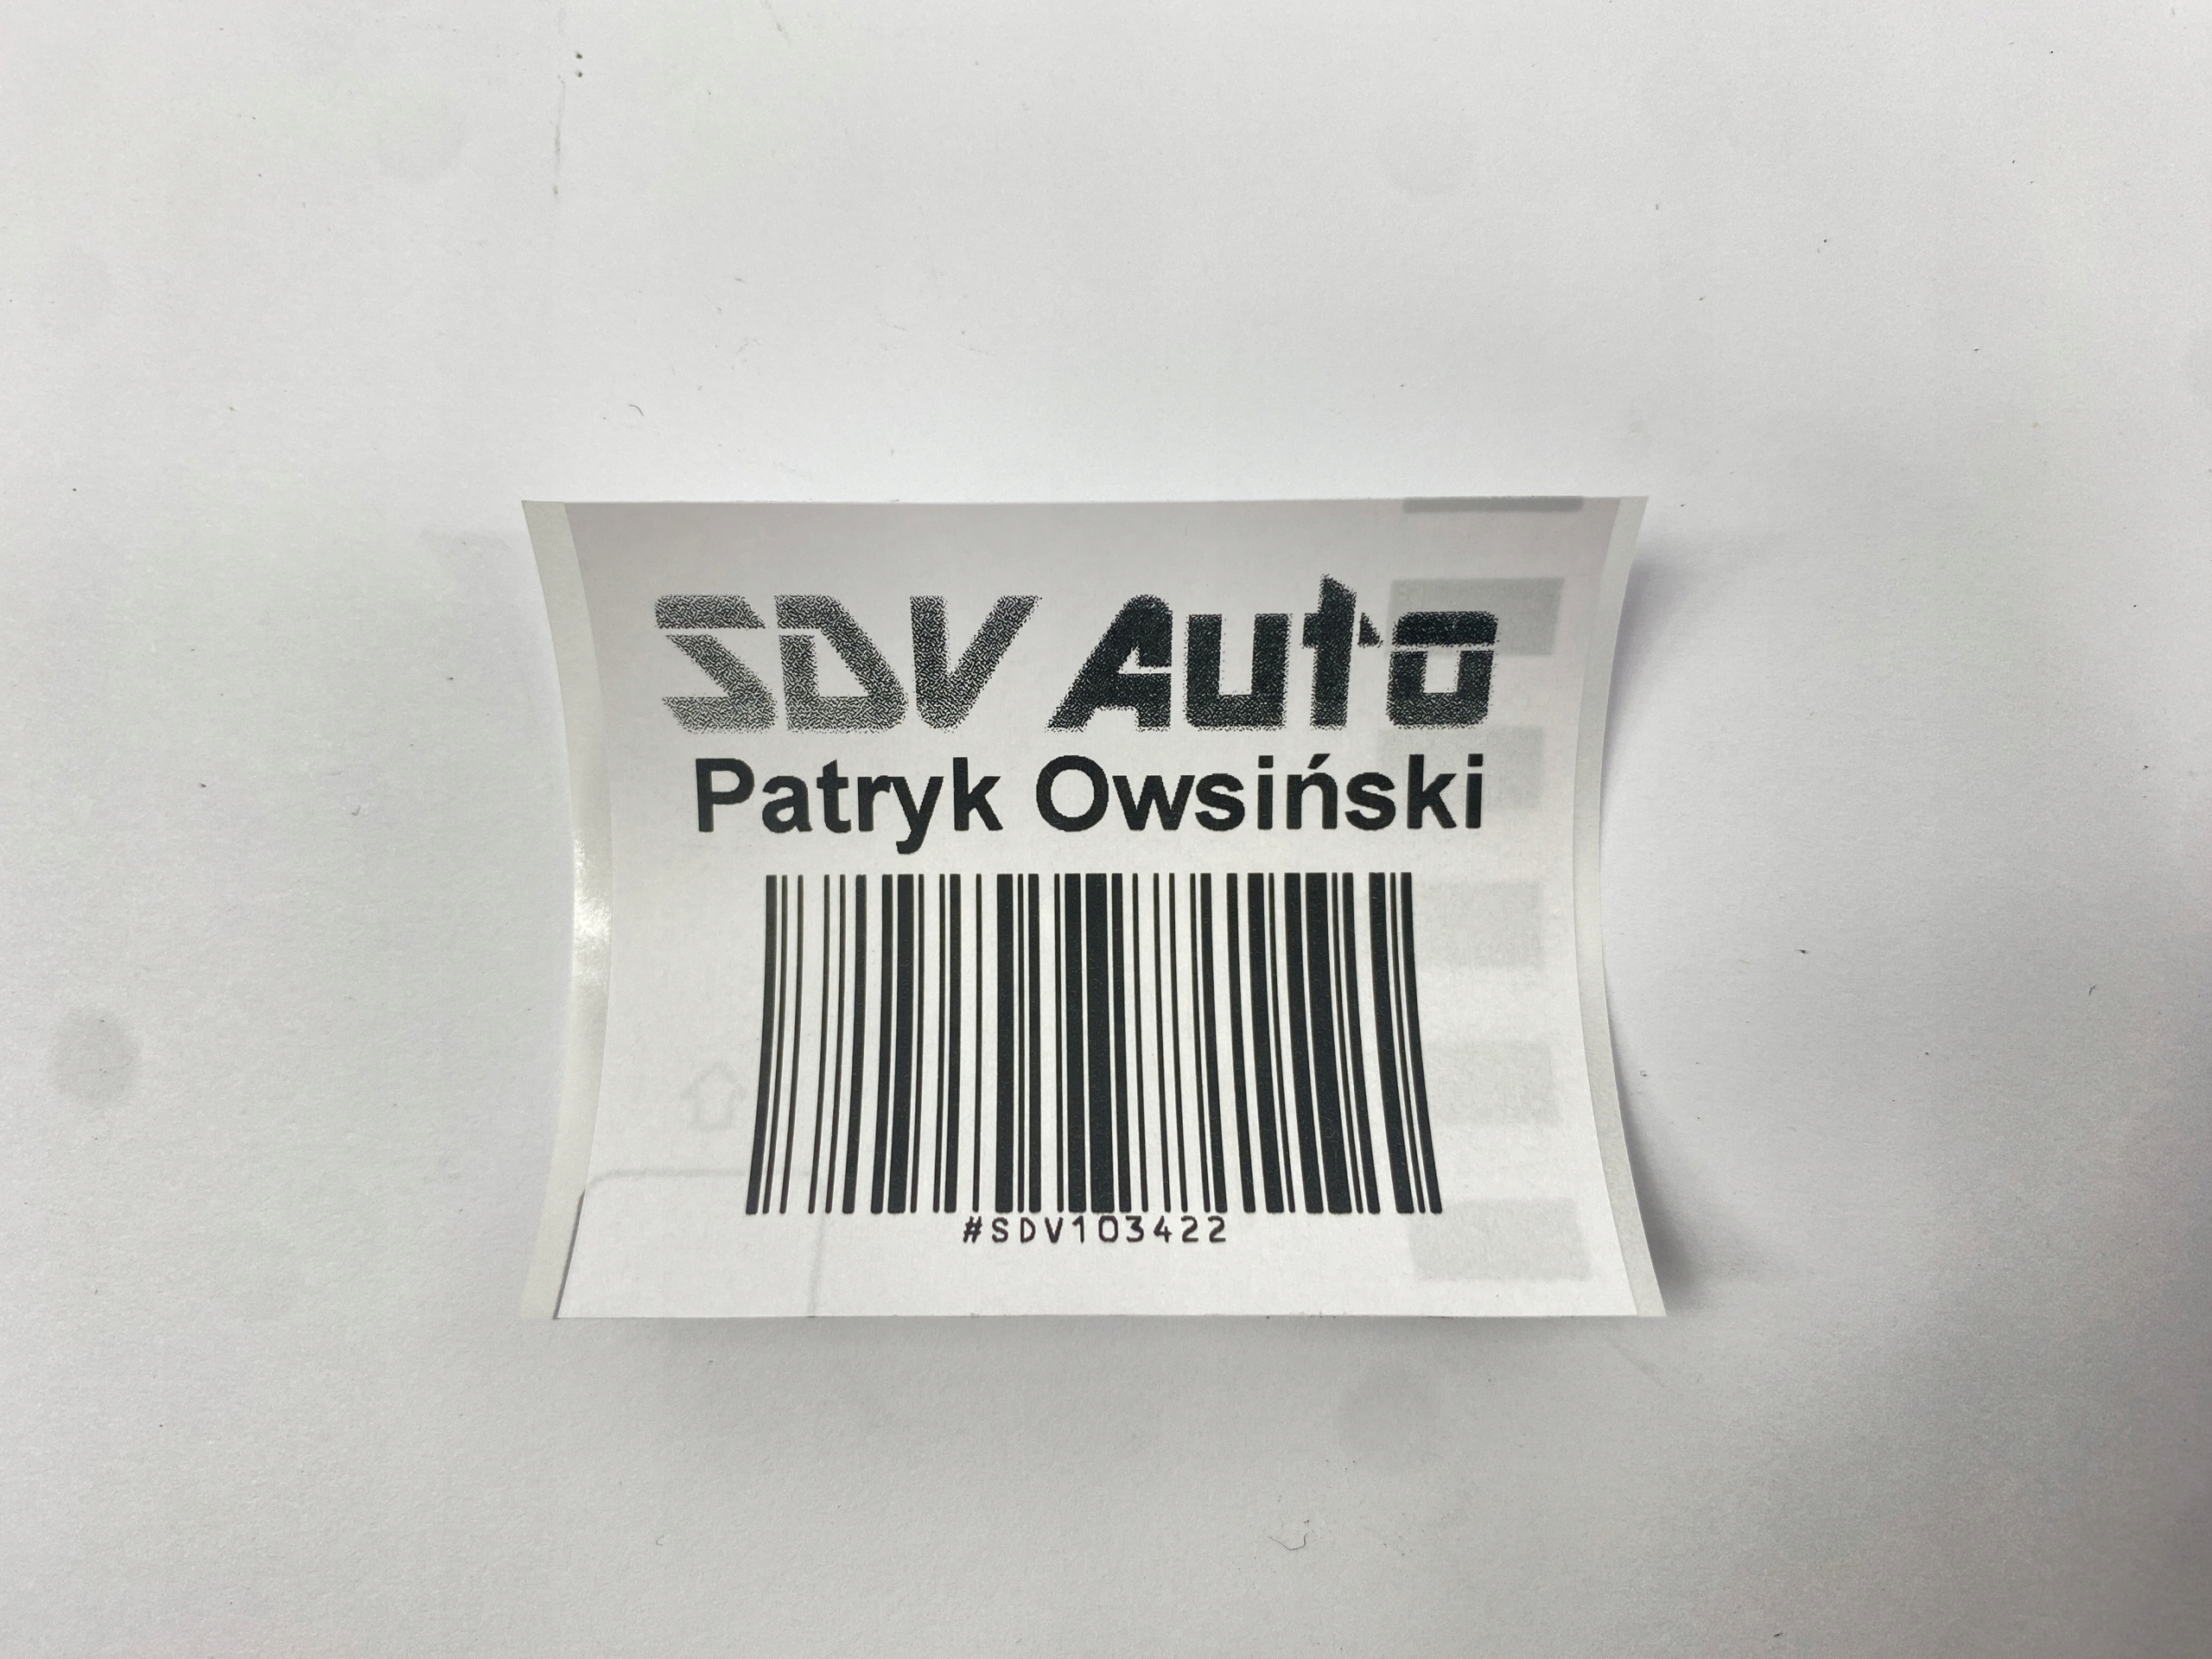 SDV Auto
Patryk Owsiński
#SDV103422